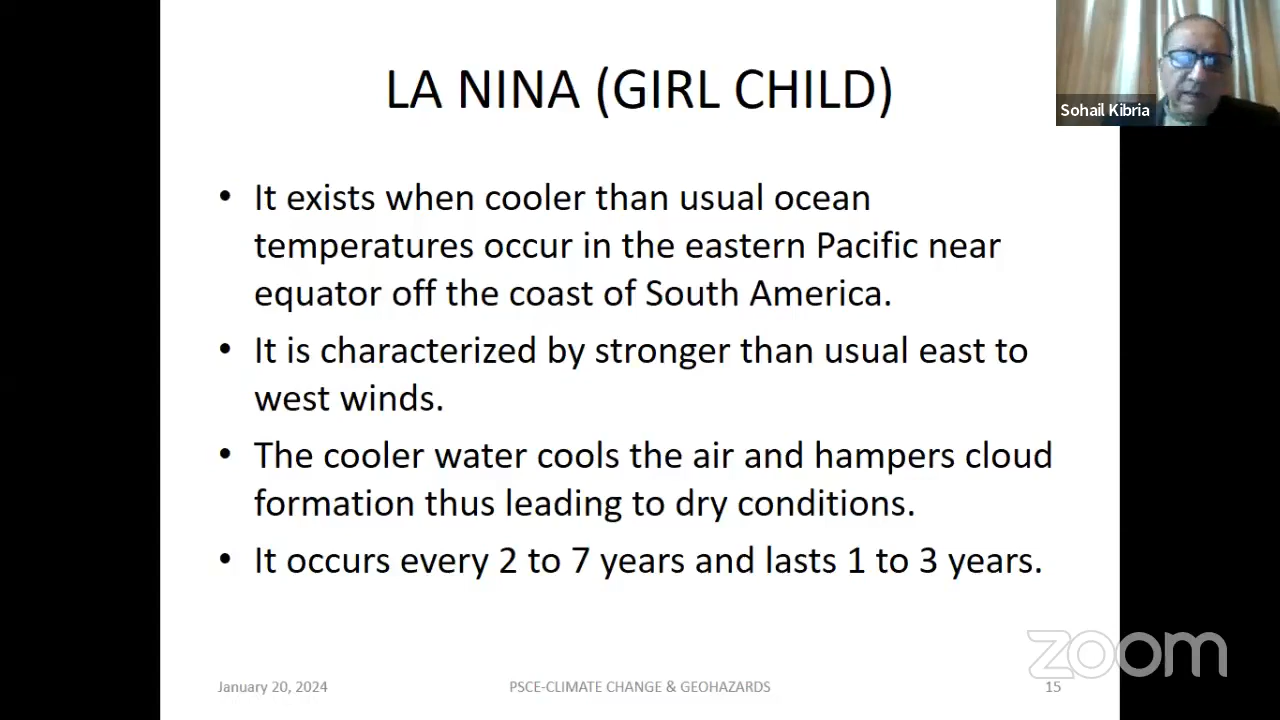 LA NINA (GIRL CHILD)
Sohail Kibria
• It exists when cooler than usual ocean
temperatures occur in the eastern Pacific near
equator off the coast of South America.
• It is characterized by stronger than usual east to
west winds.
• The cooler water cools the air and hampers cloud
formation thus leading to dry conditions.
• It occurs every 2 to 7 years and lasts 1 to 3 years.
zoom
January 20, 2024
PSCE-CLIMATE CHANGE & GEOHAZARDS
15